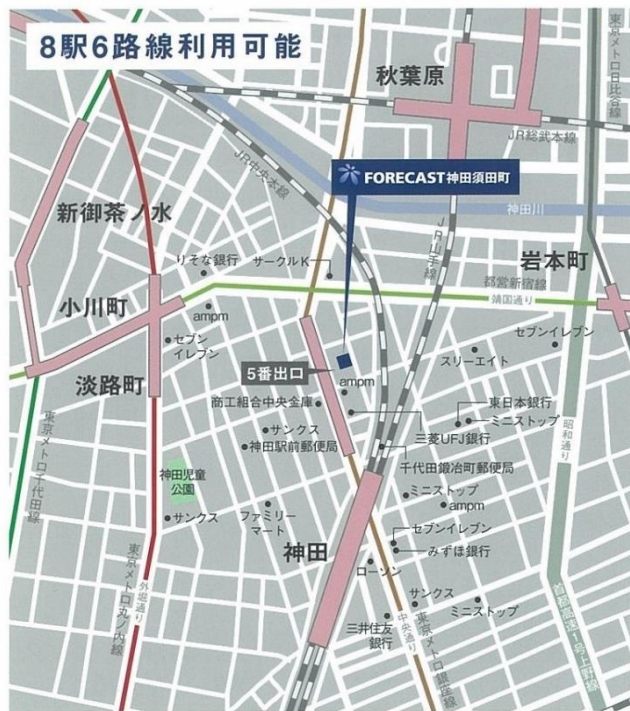 8駅6路線利用可能
秋葉原
東京メトロ日比谷線
JR総武本線
JR中央本線
FORECAST神田須田町
神田川
新御茶ノ水
JR山手線
岩本町
りそな銀行
サークルK
都営新宿線
靖国通り
小川町
ampm
セブン
イレブン
セブンイレブン
スリーエイト
淡路町
5番出口
ampm
商工組合中央金庫
東日本銀行
ミニストップ
サンクス
三菱UFJ銀行
神田駅前郵便局
昭和通り
東京メトロ千代田線
神田児童
公園
千代田鍛冶町郵便局
ミニストップ
ampm
サンクス
ファミリー
マート
セブンイレブン
みずほ銀行
神田
ローソン
外堀通り
東京メトロ丸ノ内線
サンクス
ミニストップ
三井住友
銀行
中央通り
東京メトロ銀座線
首都高速1号上野線